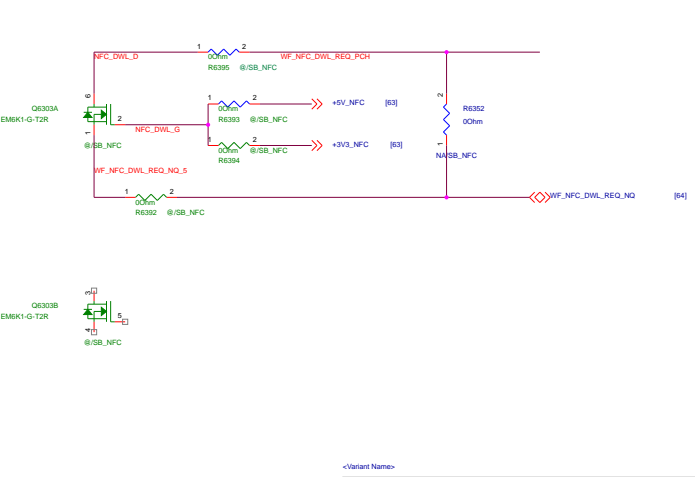 1 2
NFC_DWL_D
0Ohm
WF_NFC_DWL_REQ_PCH
R6395 @/SB_NFC
6
Q6303A
EM6K1-G-T2R
2
NFC_DWL_G
1
@/SB_NFC
1 2
0Ohm
R6393 @/SB_NFC
+5V_NFC [63]
1 2
0Ohm @/SB_NFC
R6394
+3V3_NFC [63]
2
R6352
0Ohm
1
NA/SB_NFC
WF_NFC_DWL_REQ_NQ_5
1 2
0Ohm
R6392 @/SB_NFC
WF_NFC_DWL_REQ_NQ [64]
3
Q6303B
EM6K1-G-T2R
5
4
@/SB_NFC
<Variant Name>